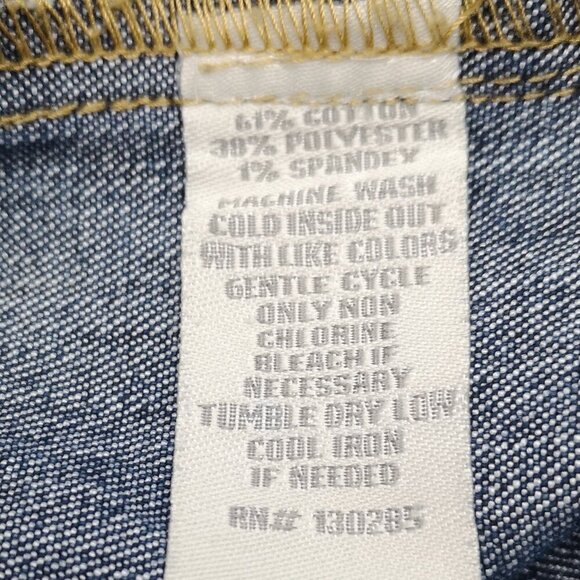 61% COTTON
38% POLYESTER
1% SPANDEX
MACHINE WASH
COLD INSIDE OUT
WITH LIKE COLORS
GENTLE CYCLE
ONLY NON
CHLORINE
BLEACH IF
NECESSARY
TUMBLE DRY LOW
COOL IRON
IF NEEDED
RN# 130285